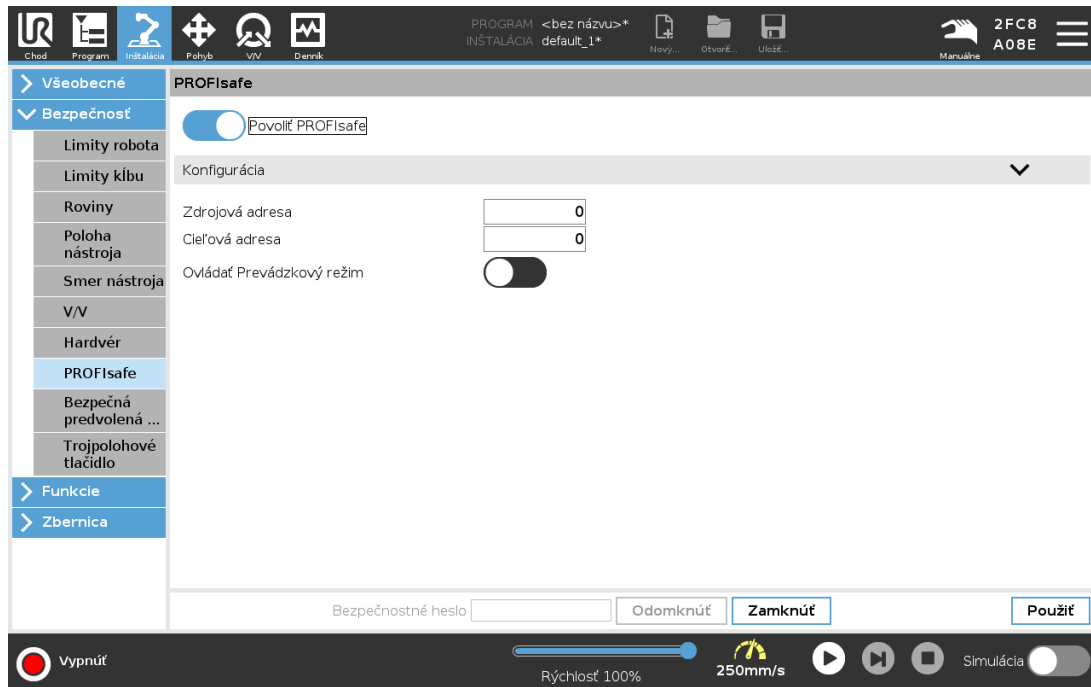 Chod
Program
Inštalácia
Pohyb
V/V
Denník
PROGRAM <bez názvu>*
INŠTALÁCIA default_1*
Nový...
Otvoriť...
Uložiť...
Manuálne
2FC8
A08E
Všeobecné
Bezpečnosť
Limity robota
Limity kĺbu
Roviny
Poloha
nástroja
Smer nástroja
V/V
Hardvér
PROFIsafe
Bezpečná
predvolená ...
Trojpolohové
tlačidlo
Funkcie
Zbernica
PROFIsafe
Povoliť PROFIsafe
Konfigurácia
Zdrojová adresa 0
Cieľová adresa 0
Ovládať Prevádzkový režim
Bezpečnostné heslo
Odomknúť
Zamknúť
Použiť
Vypnúť
Rýchlosť 100%
250mm/s
Simulácia